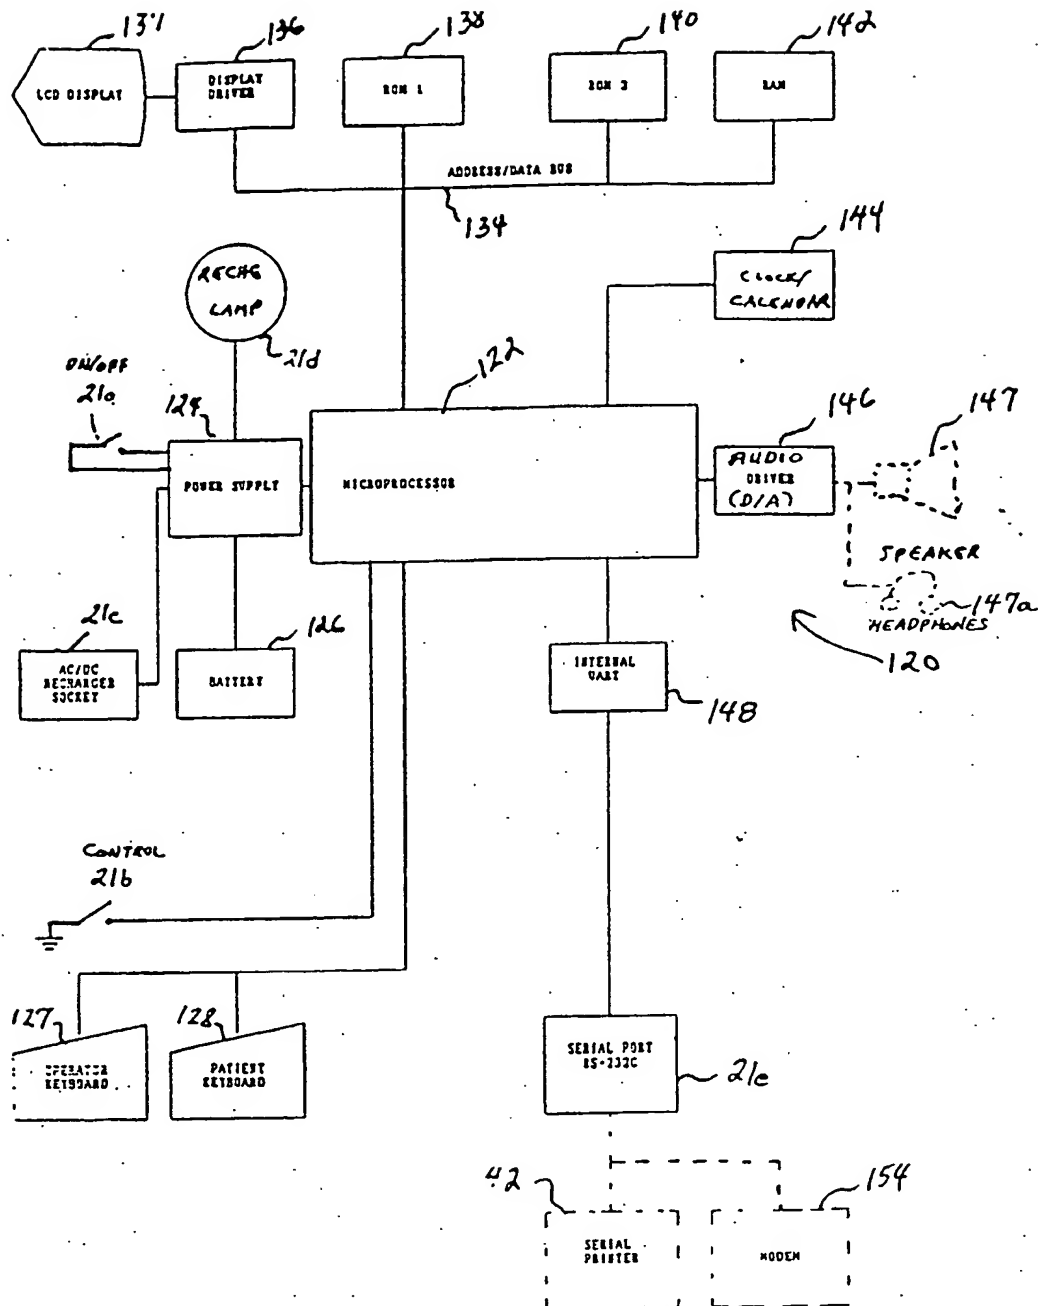 137
136
138
140
142
LCD DISPLAY
DISPLAY
DRIVER
ROM 1
ROM 2
RAM
ADDRESS/DATA BUS
134
144
RECHG
LAMP
CLOCK/
CALENDAR
21d
ON/OFF
21a
124
122
146
147
POWER SUPPLY
MICROPROCESSOR
AUDIO
DRIVER
(D/A)
SPEAKER
147a
HEADPHONES
120
21c
126
AC/DC
RECHARGER
SOCKET
BATTERY
INTERNAL
UART
148
CONTROL
21b
127
128
OPERATOR
KEYBOARD
PATIENT
KEYBOARD
SERIAL PORT
RS-232C
21e
42
154
SERIAL
PRINTER
MODEM